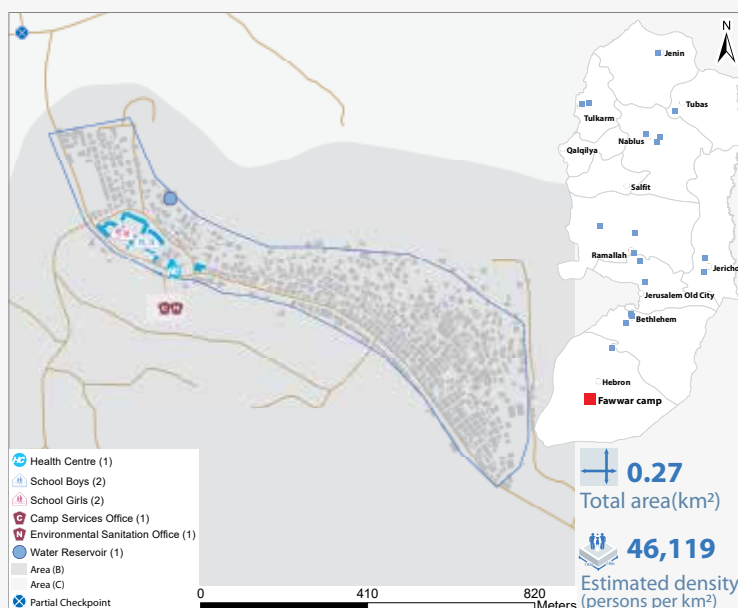 N
Jenin
Tubas
Tulkarm
Nablus
Qalqilya
Salfit
Ramallah
Jericho
Jerusalem Old City
Bethlehem
Hebron
Fawwar camp
HC
C N
HC Health Centre (1)
School Boys (2)
School Girls (2)
C Camp Services Office (1)
N Environmental Sanitation Office (1)
Water Reservoir (1)
Area (B)
Area (C)
Partial Checkpoint
0 410 820
Meters
0.27
Total area(km²)
46,119
Estimated density
(persons per km²)